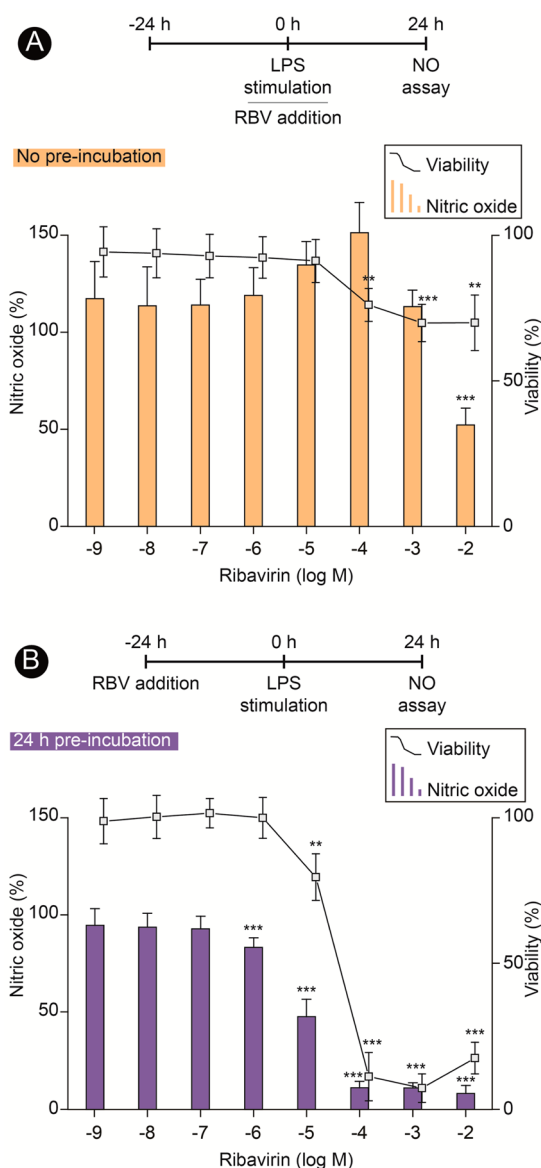 A
-24 h 0 h 24 h
LPS stimulation
RBV addition
NO assay
No pre-incubation
Viability
Nitric oxide
Nitric oxide (%)
150
100
50
0
Viability (%)
100
50
0
** *** **
***
-9 -8 -7 -6 -5 -4 -3 -2
Ribavirin (log M)
B
-24 h 0 h 24 h
RBV addition
LPS stimulation
NO assay
24 h pre-incubation
Viability
Nitric oxide
Nitric oxide (%)
150
100
50
0
Viability (%)
100
50
0
**
***
***
*** *** ***
*** ***
-9 -8 -7 -6 -5 -4 -3 -2
Ribavirin (log M)